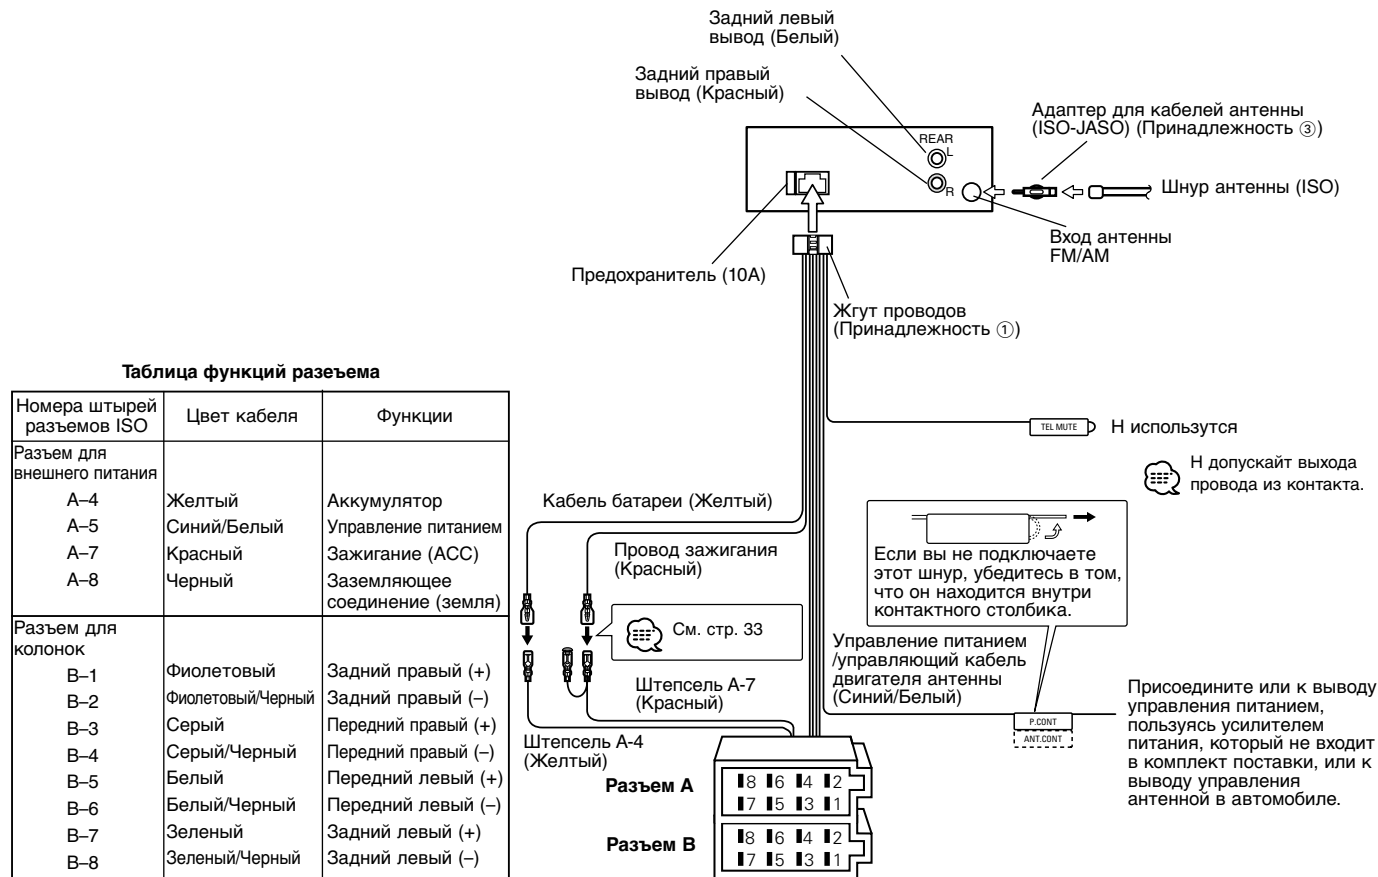 Задний левый
вывод (Белый)
Задний правый
вывод (Красный)
Адаптер для кабелей антенны
(ISO-JASO) (Принадлежность ③)
REAR
L
R
Шнур антенны (ISO)
Вход антенны
FM/AM
Предохранитель (10A)
Жгут проводов
(Принадлежность ①)
Таблица функций разеъема
Номера штырей
разъемов ISO
Цвет кабеля
Функции
Разъем для
внешнего питания
A–4 Желтый Аккумулятор
A–5 Синий/Белый Управление питанием
A–7 Красный Зажигание (ACC)
A–8 Черный Заземляющее
соединение (земля)
Разъем для
колонок
B–1 Фиолетовый Задний правый (+)
B–2 Фиолетовый/Черный Задний правый (–)
B–3 Серый Передний правый (+)
B–4 Серый/Черный Передний правый (–)
B–5 Белый Передний левый (+)
B–6 Белый/Черный Передний левый (–)
B–7 Зеленый Задний левый (+)
B–8 Зеленый/Черный Задний левый (–)
TEL MUTE
Н использутся
Н допускайт выхода
провода из контакта.
Кабель батареи (Желтый)
Провод зажигания
(Красный)
Если вы не подключаете
этот шнур, убедитесь в том,
что он находится внутри
контактного столбика.
См. стр. 33
Управление питанием
/управляющий кабель
двигателя антенны
(Синий/Белый)
Штепсель A-7
(Красный)
Штепсель A-4
(Желтый)
P.CONT
ANT.CONT
Присоедините или к выводу
управления питанием,
пользуясь усилителем
питания, который не входит
в комплект поставки, или к
выводу управления
антенной в автомобиле.
Разъем A
8 6 4 2
7 5 3 1
Разъем B
8 6 4 2
7 5 3 1